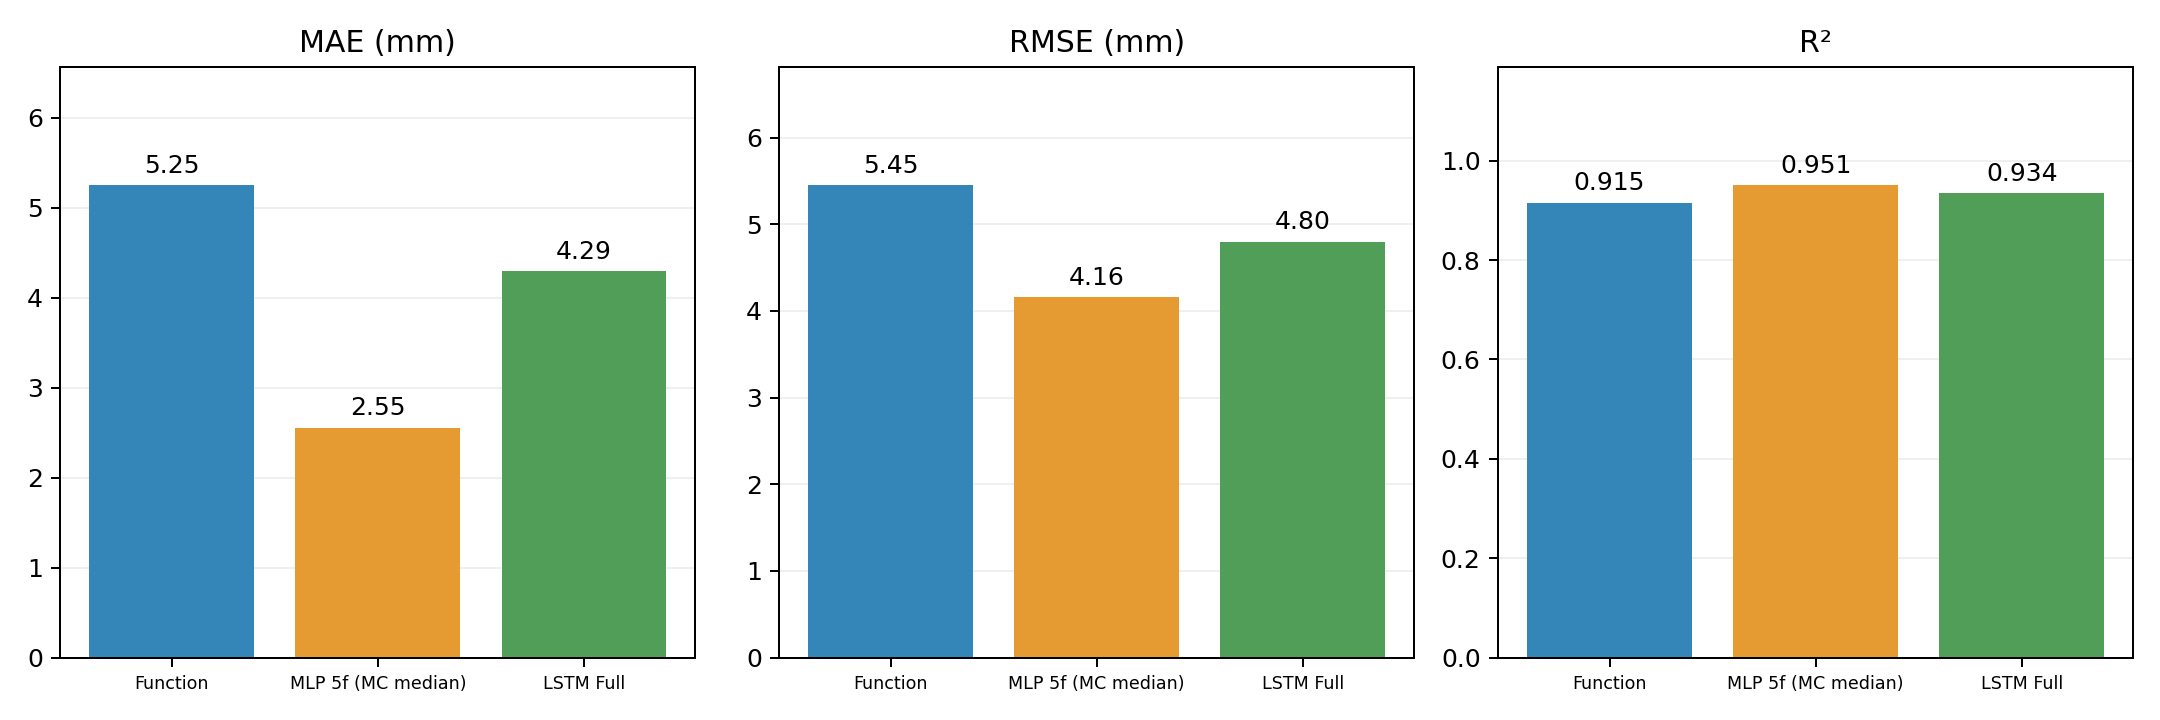 MAE (mm)
6
5
4
3
2
1
0
5.25
2.55
4.29
Function
MLP 5f (MC median)
LSTM Full
RMSE (mm)
6
5
4
3
2
1
0
5.45
4.16
4.80
Function
MLP 5f (MC median)
LSTM Full
R²
1.0
0.8
0.6
0.4
0.2
0.0
0.915
0.951
0.934
Function
MLP 5f (MC median)
LSTM Full